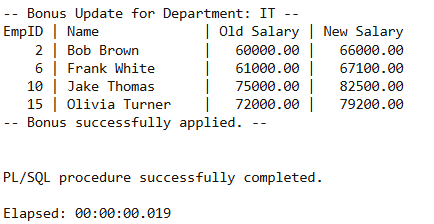 -- Bonus Update for Department: IT --
EmpID | Name             | Old Salary | New Salary
    2 | Bob Brown        |   60000.00 |   66000.00
    6 | Frank White      |   61000.00 |   67100.00
   10 | Jake Thomas      |   75000.00 |   82500.00
   15 | Olivia Turner    |   72000.00 |   79200.00
-- Bonus successfully applied. --
PL/SQL procedure successfully completed.
Elapsed: 00:00:00.019